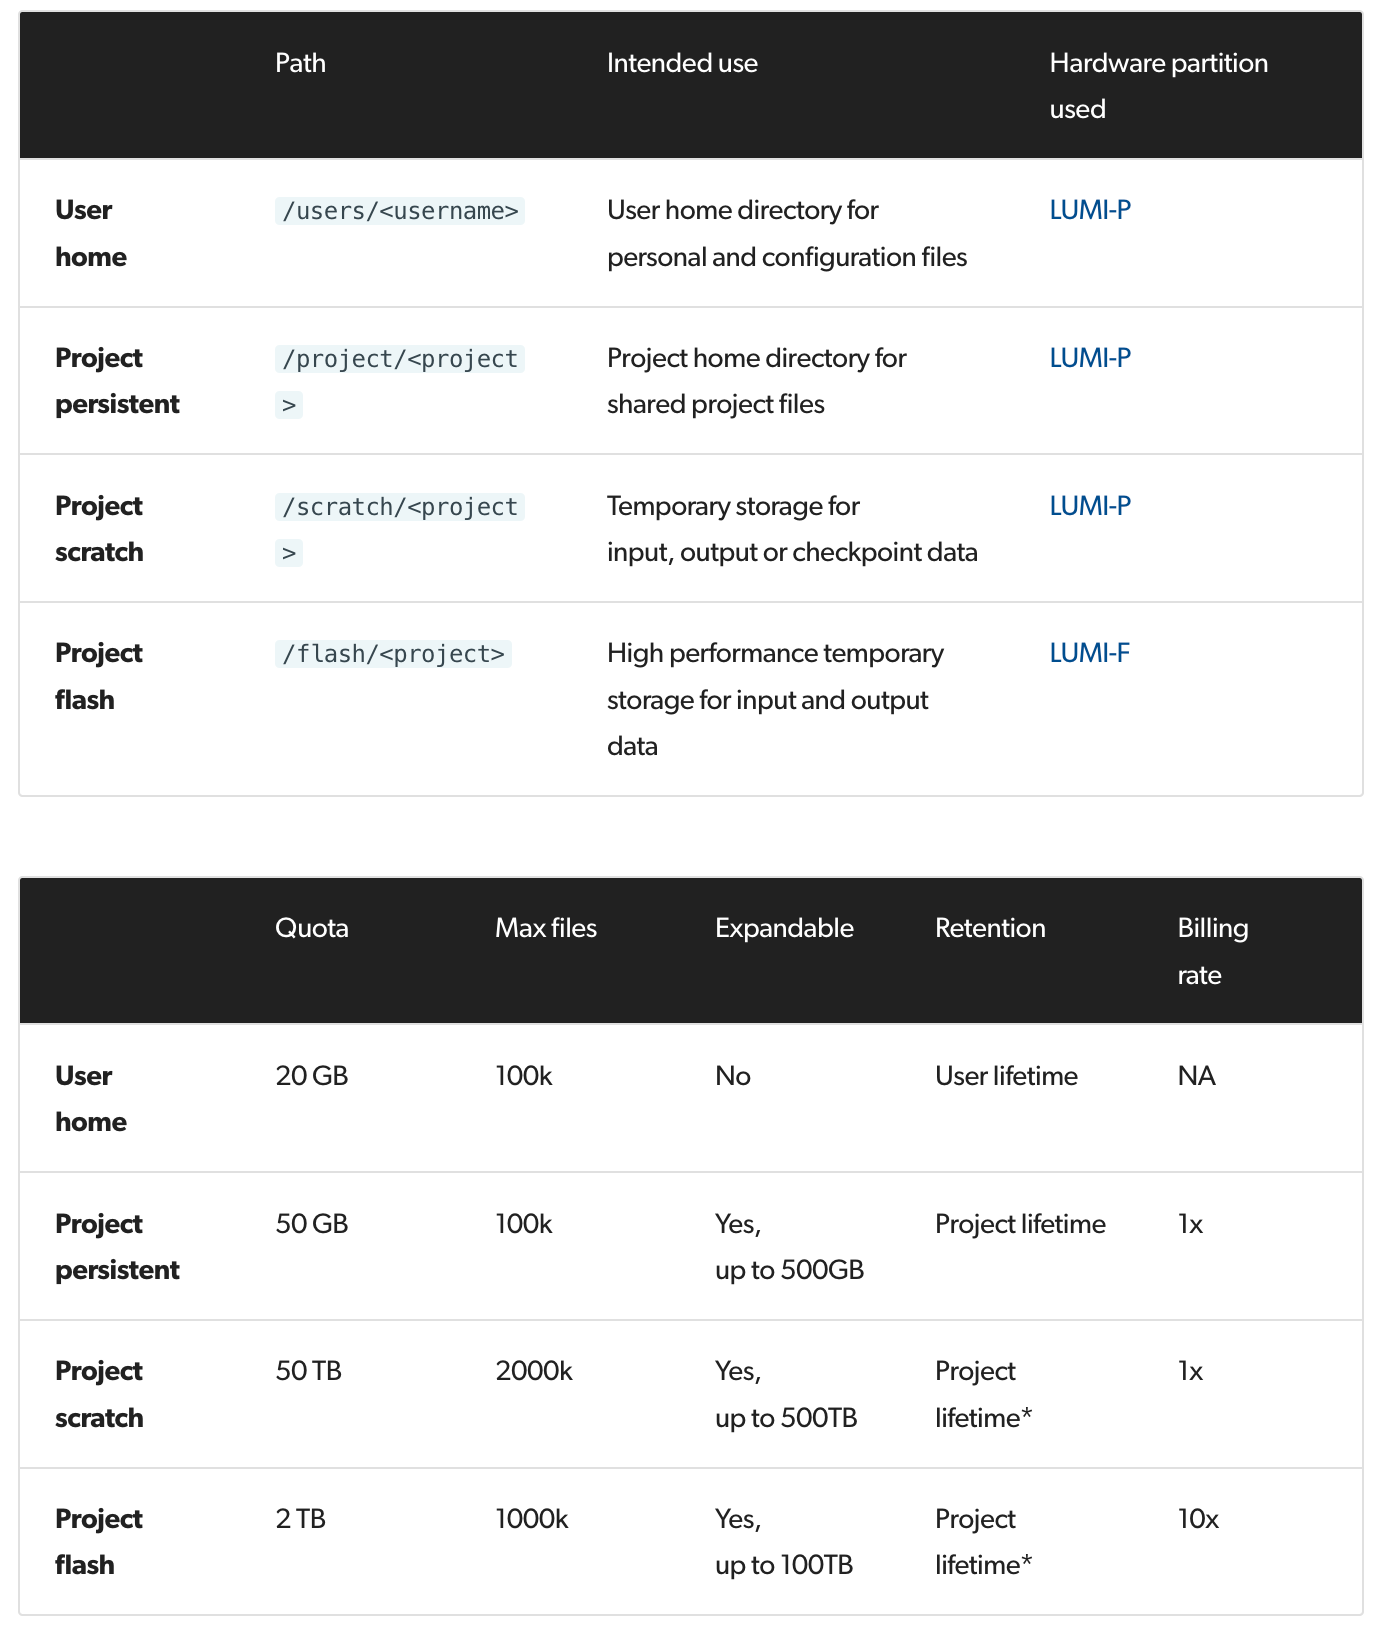 Path Intended use Hardware partition
used
User /users/<username> User home directory for LUMI-P
home personal and configuration files
Project /project/<project Project home directory for LUMI-P
persistent > shared project files
Project /scratch/<project Temporary storage for LUMI-P
scratch > input, output or checkpoint data
Project /flash/<project> High performance temporary LUMI-F
flash storage for input and output
data
Quota Max files Expandable Retention Billing
rate
User 20 GB 100k No User lifetime NA
home
Project 50 GB 100k Yes, Project lifetime 1x
persistent up to 500GB
Project 50 TB 2000k Yes, Project 1x
scratch up to 500TB lifetime*
Project 2 TB 1000k Yes, Project 10x
flash up to 100TB lifetime*